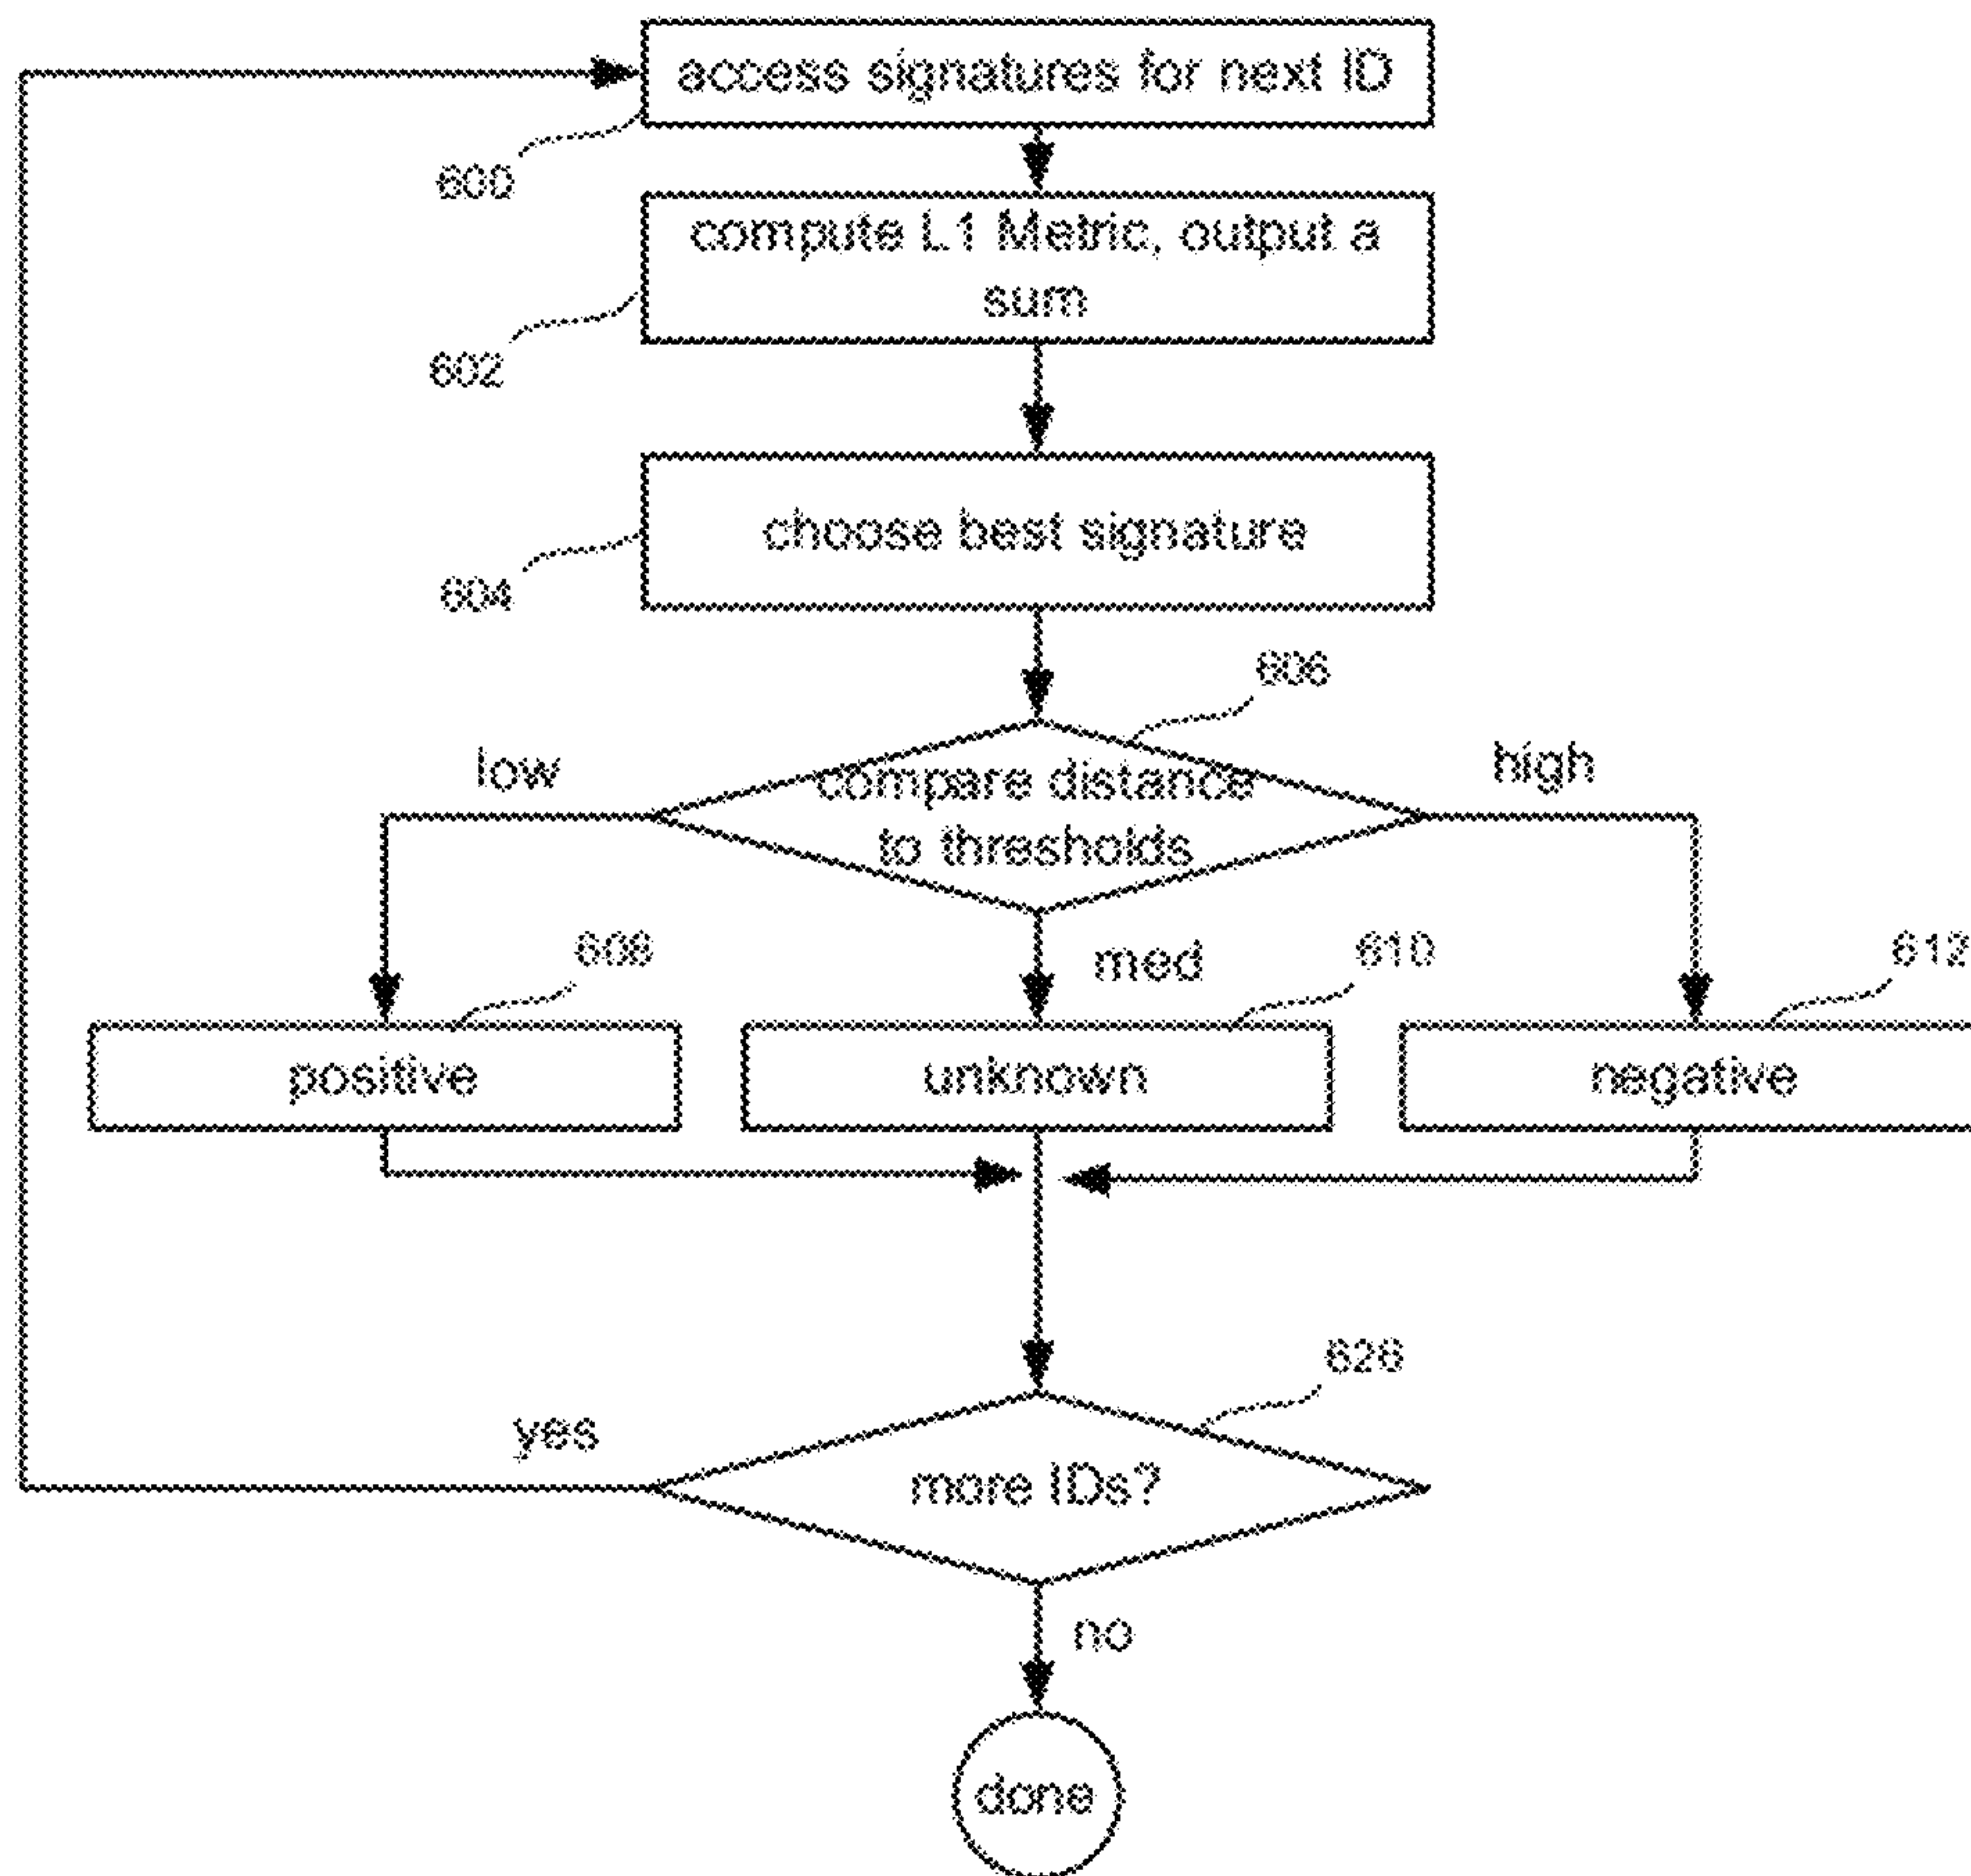 access signatures for next ID
600
compute L1 Metric, output a
sum
602
choose best signature
604
606
low
compare distance
to thresholds
high
608
med
610
612
positive
unknown
negative
626
yes
more IDs?
no
done